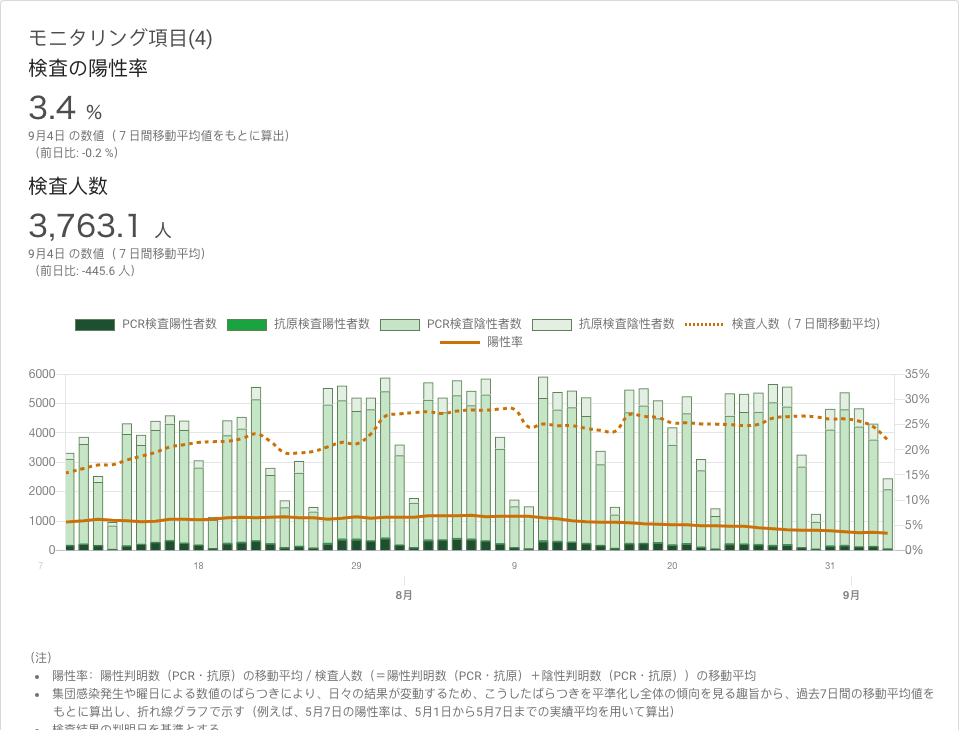 モニタリング項目(4)
検査の陽性率
3.4 %
9月4日 の数値（７日間移動平均値をもとに算出）
（前日比: -0.2 %）
検査人数
3,763.1 人
9月4日 の数値（７日間移動平均）
（前日比: -445.6 人）
PCR検査陽性者数 抗原検査陽性者数 PCR検査陰性者数 抗原検査陰性者数 検査人数（７日間移動平均）
陽性率
6000 35%
5000 30%
4000 25%
3000 20%
2000 15%
1000 10%
0 5%
0%
7 18 29 9 20 31
8月 9月
（注）
• 陽性率：陽性判明数（PCR・抗原）の移動平均 / 検査人数（＝陽性判明数（PCR・抗原）＋陰性判明数（PCR・抗原））の移動平均
• 集団感染発生や曜日による数値のばらつきにより、日々の結果が変動するため、こうしたばらつきを平準化し全体の傾向を見る趣旨から、過去7日間の移動平均値を
もとに算出し、折れ線グラフで示す（例えば、5月7日の陽性率は、5月1日から5月7日までの実績平均を用いて算出）
• 検査結果の判明日を基準とする